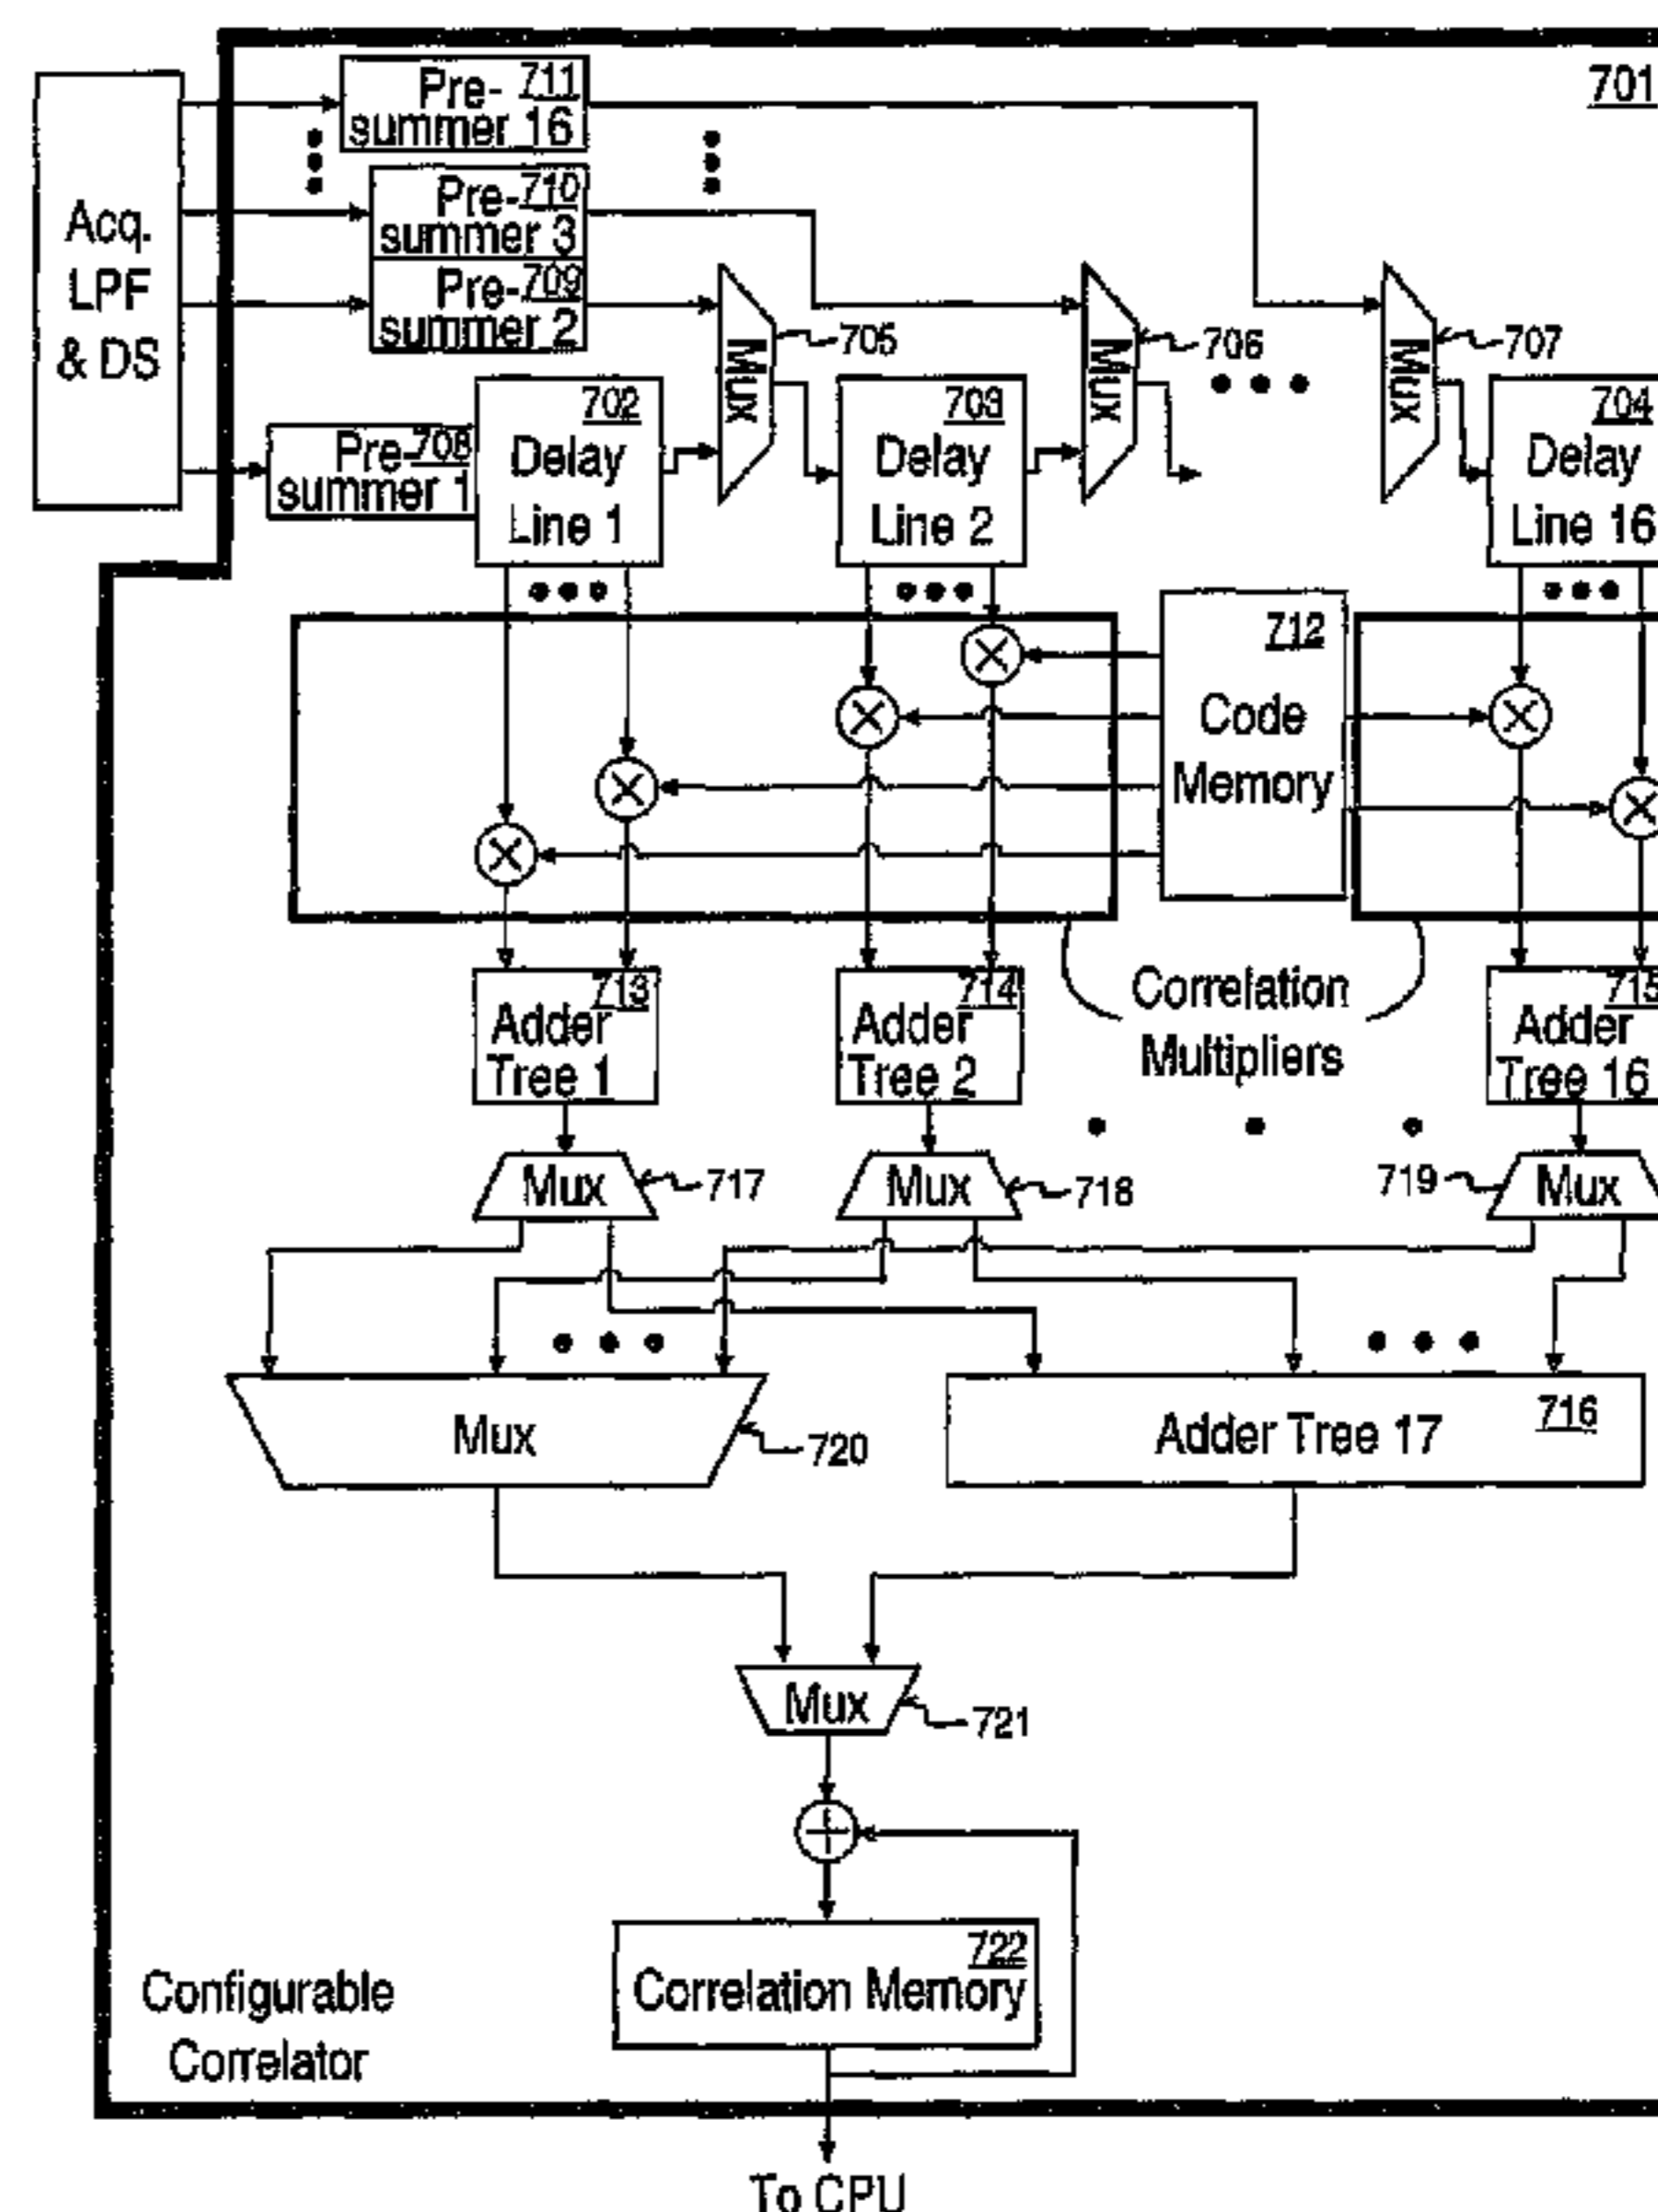 701
Pre- 711
summer 16
Pre- 710
summer 3
Pre- 709
summer 2
Acq.
LPF
& DS
Pre- 708
summer 1
702
Delay
Line 1
Mux
705
703
Delay
Line 2
Mux
706
Mux
707
704
Delay
Line 16
712
Code
Memory
Correlation
Multipliers
713
Adder
Tree 1
714
Adder
Tree 2
715
Adder
Tree 16
Mux
717
Mux
718
719
Mux
Mux
720
716
Adder Tree 17
Mux
721
722
Correlation Memory
Configurable
Correlator
To CPU